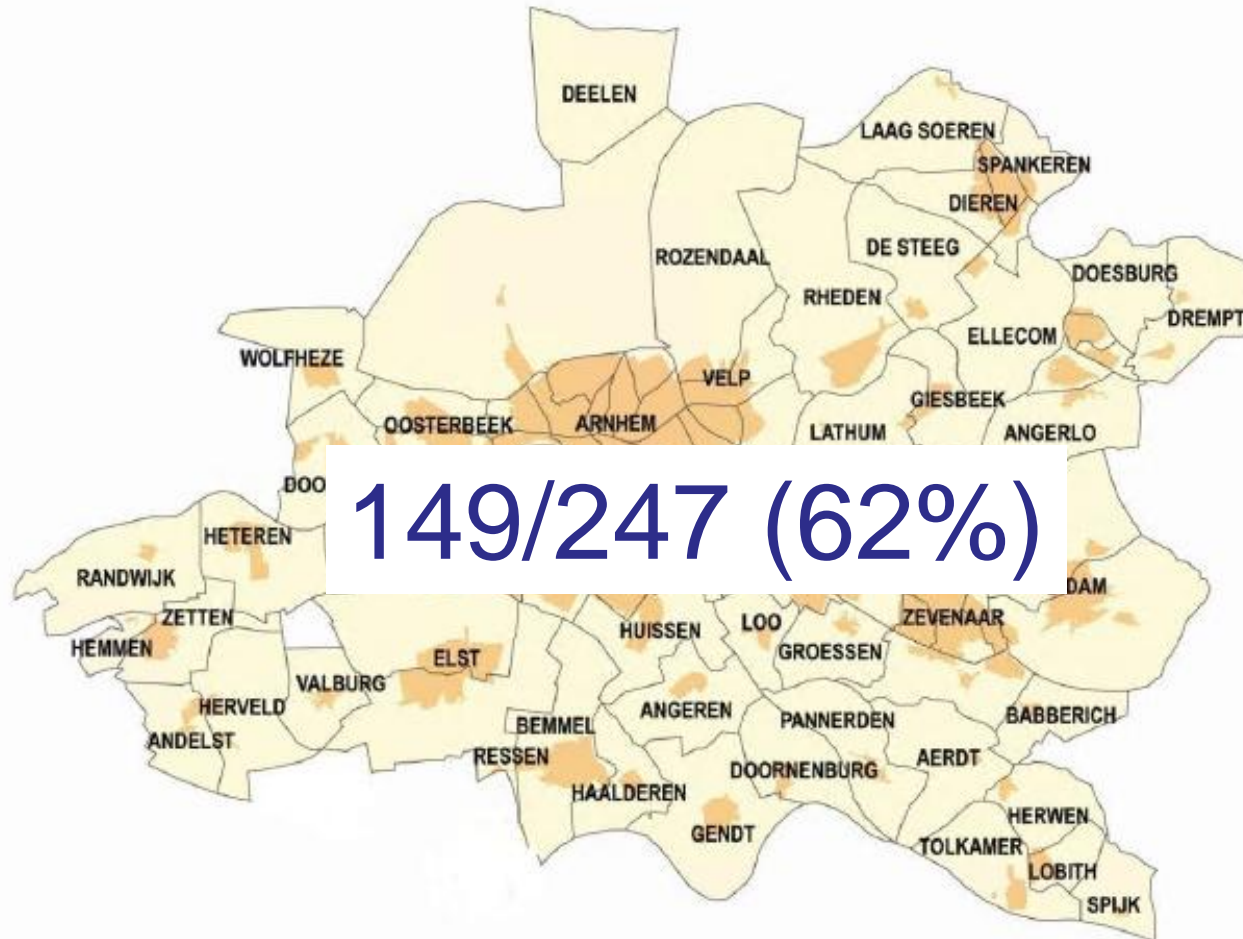 DEELEN
LAAG SOEREN
SPANKEREN
DIEREN
DE STEEG
ROZENDAAL
DOESBURG
RHEDEN
DREMPT
ELLECOM
WOLFHEZE
VELP
GIESBEEK
OOSTERBEEK
ARNHEM
LATHUM
ANGERLO
DOO
149/247 (62%)
HETEREN
RANDWIJK
DAM
ZETTEN
ZEVENAAR
LOO
HUISSEN
HEMMEN
GROESSEN
ELST
VALBURG
HERVELD
ANGEREN
BABBERICH
PANNERDEN
BEMMEL
ANDELST
RESSEN
AERDT
DOORNENBURG
HAALDEREN
HERWEN
GENDT
TOLKAMER
LOBITH
SPIJK